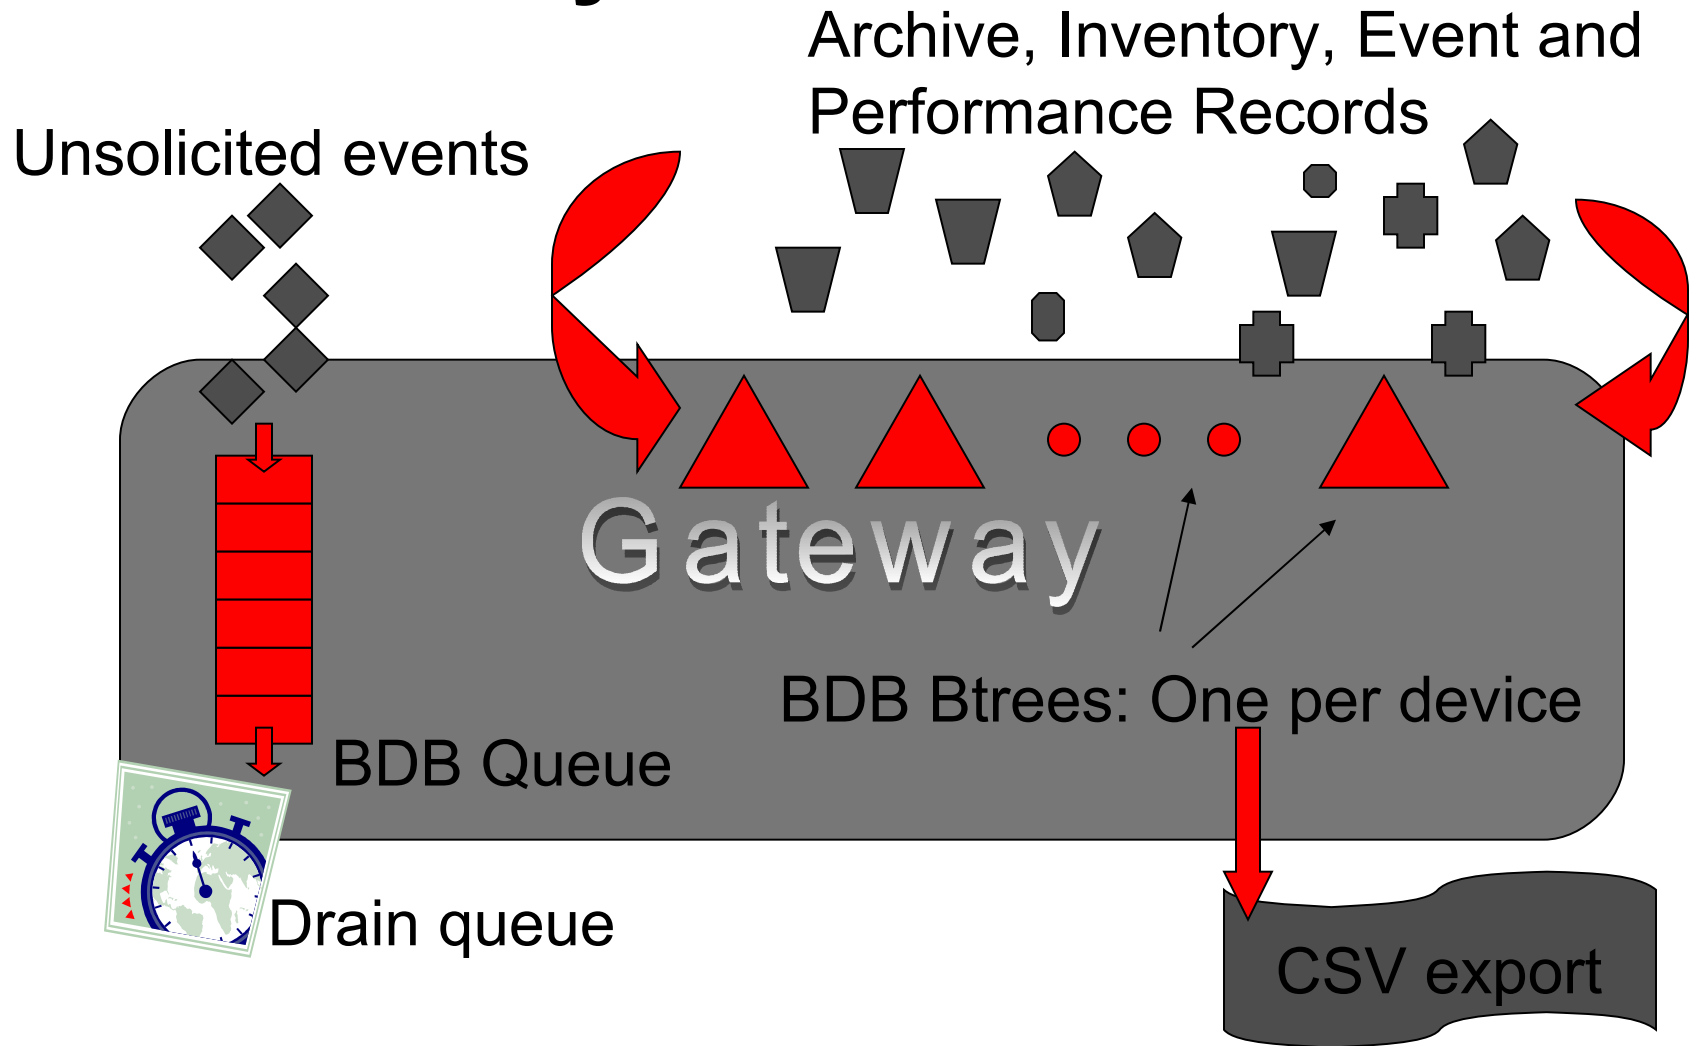 Archive, Inventory, Event and
Performance Records
Unsolicited events
Gateway
BDB Btrees: One per device
BDB Queue
Drain queue
CSV export